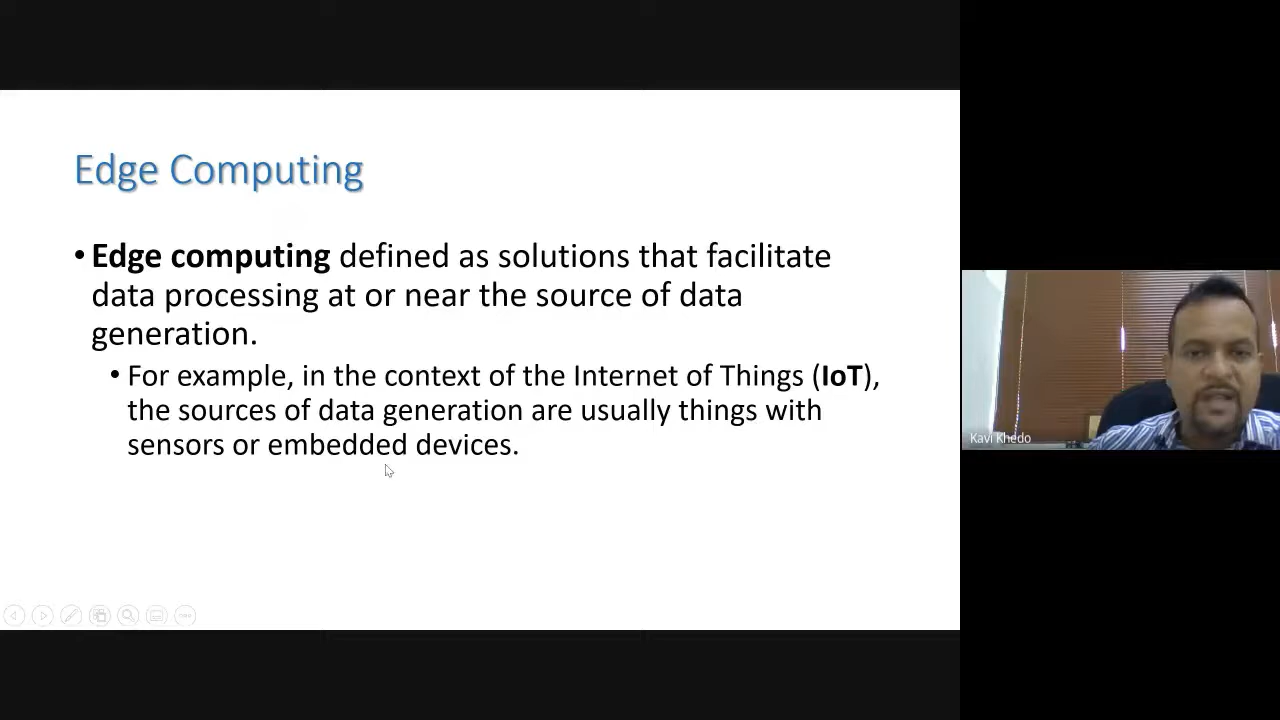 Edge Computing
• Edge computing defined as solutions that facilitate
data processing at or near the source of data
generation.
• For example, in the context of the Internet of Things (IoT),
the sources of data generation are usually things with
sensors or embedded devices.
Kavi Khedo